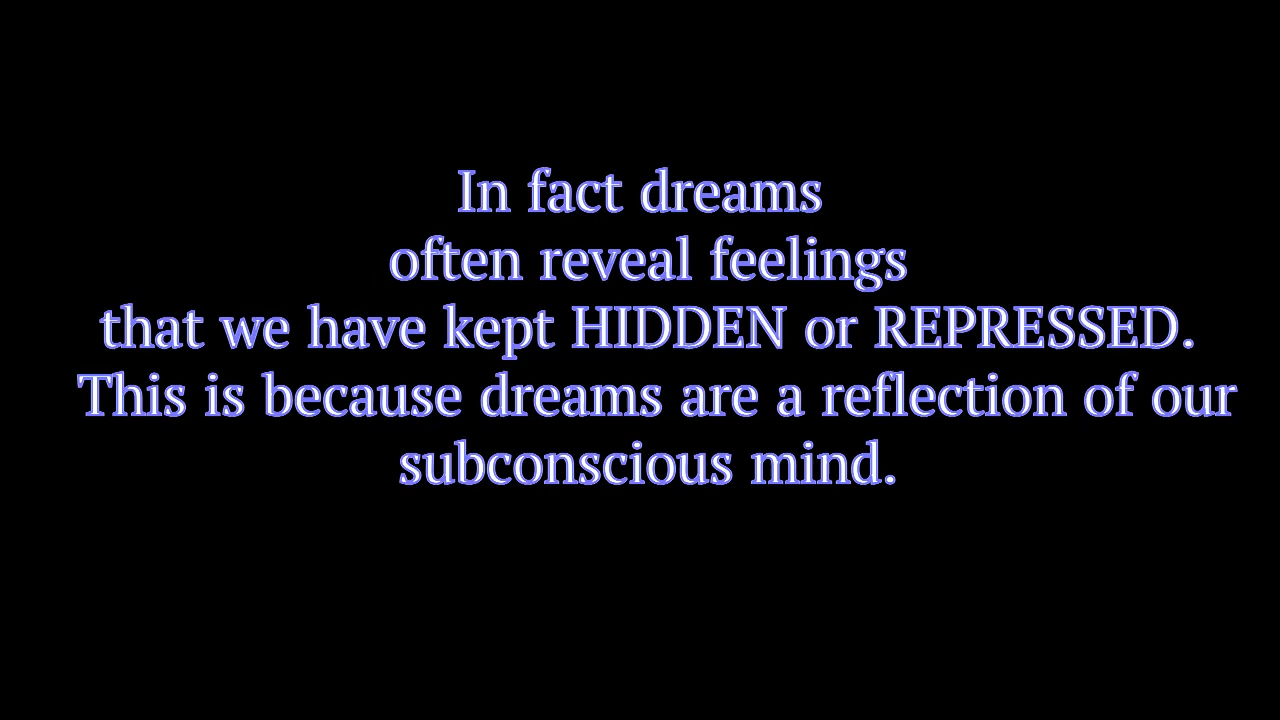 In fact dreams
often reveal feelings
that we have kept HIDDEN or REPRESSED.
This is because dreams are a reflection of our
subconscious mind.